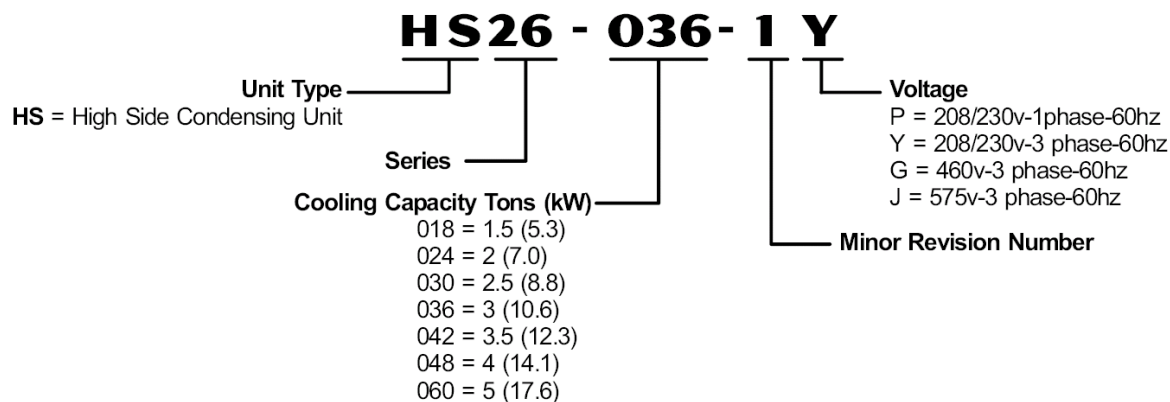 HS26 - 036 - 1 Y
Unit Type
HS = High Side Condensing Unit
Series
Cooling Capacity Tons (kW)
018 = 1.5 (5.3)
024 = 2 (7.0)
030 = 2.5 (8.8)
036 = 3 (10.6)
042 = 3.5 (12.3)
048 = 4 (14.1)
060 = 5 (17.6)
Voltage
P = 208/230v-1phase-60hz
Y = 208/230v-3 phase-60hz
G = 460v-3 phase-60hz
J = 575v-3 phase-60hz
Minor Revision Number